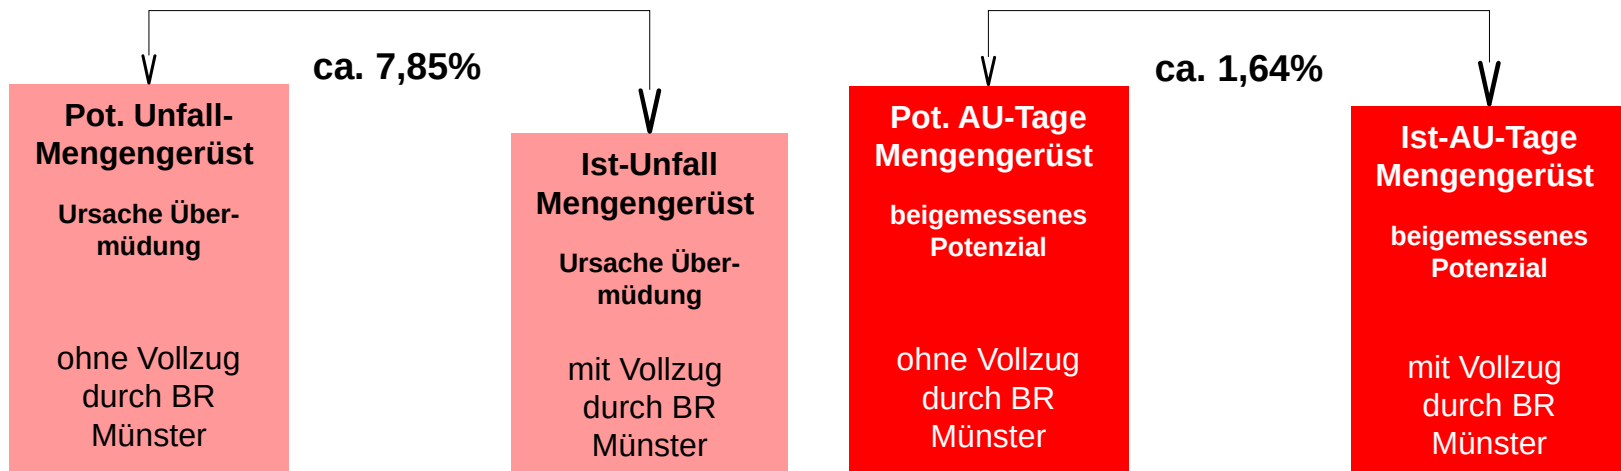 ca. 7,85%
Pot. Unfall-
Mengengerüst
Ursache Über-
müdung
ohne Vollzug
durch BR
Münster
Ist-Unfall
Mengengerüst
Ursache Über-
müdung
mit Vollzug
durch BR
Münster
ca. 1,64%
Pot. AU-Tage
Mengengerüst
beigemessenes
Potenzial
ohne Vollzug
durch BR
Münster
Ist-AU-Tage
Mengengerüst
beigemessenes
Potenzial
mit Vollzug
durch BR
Münster